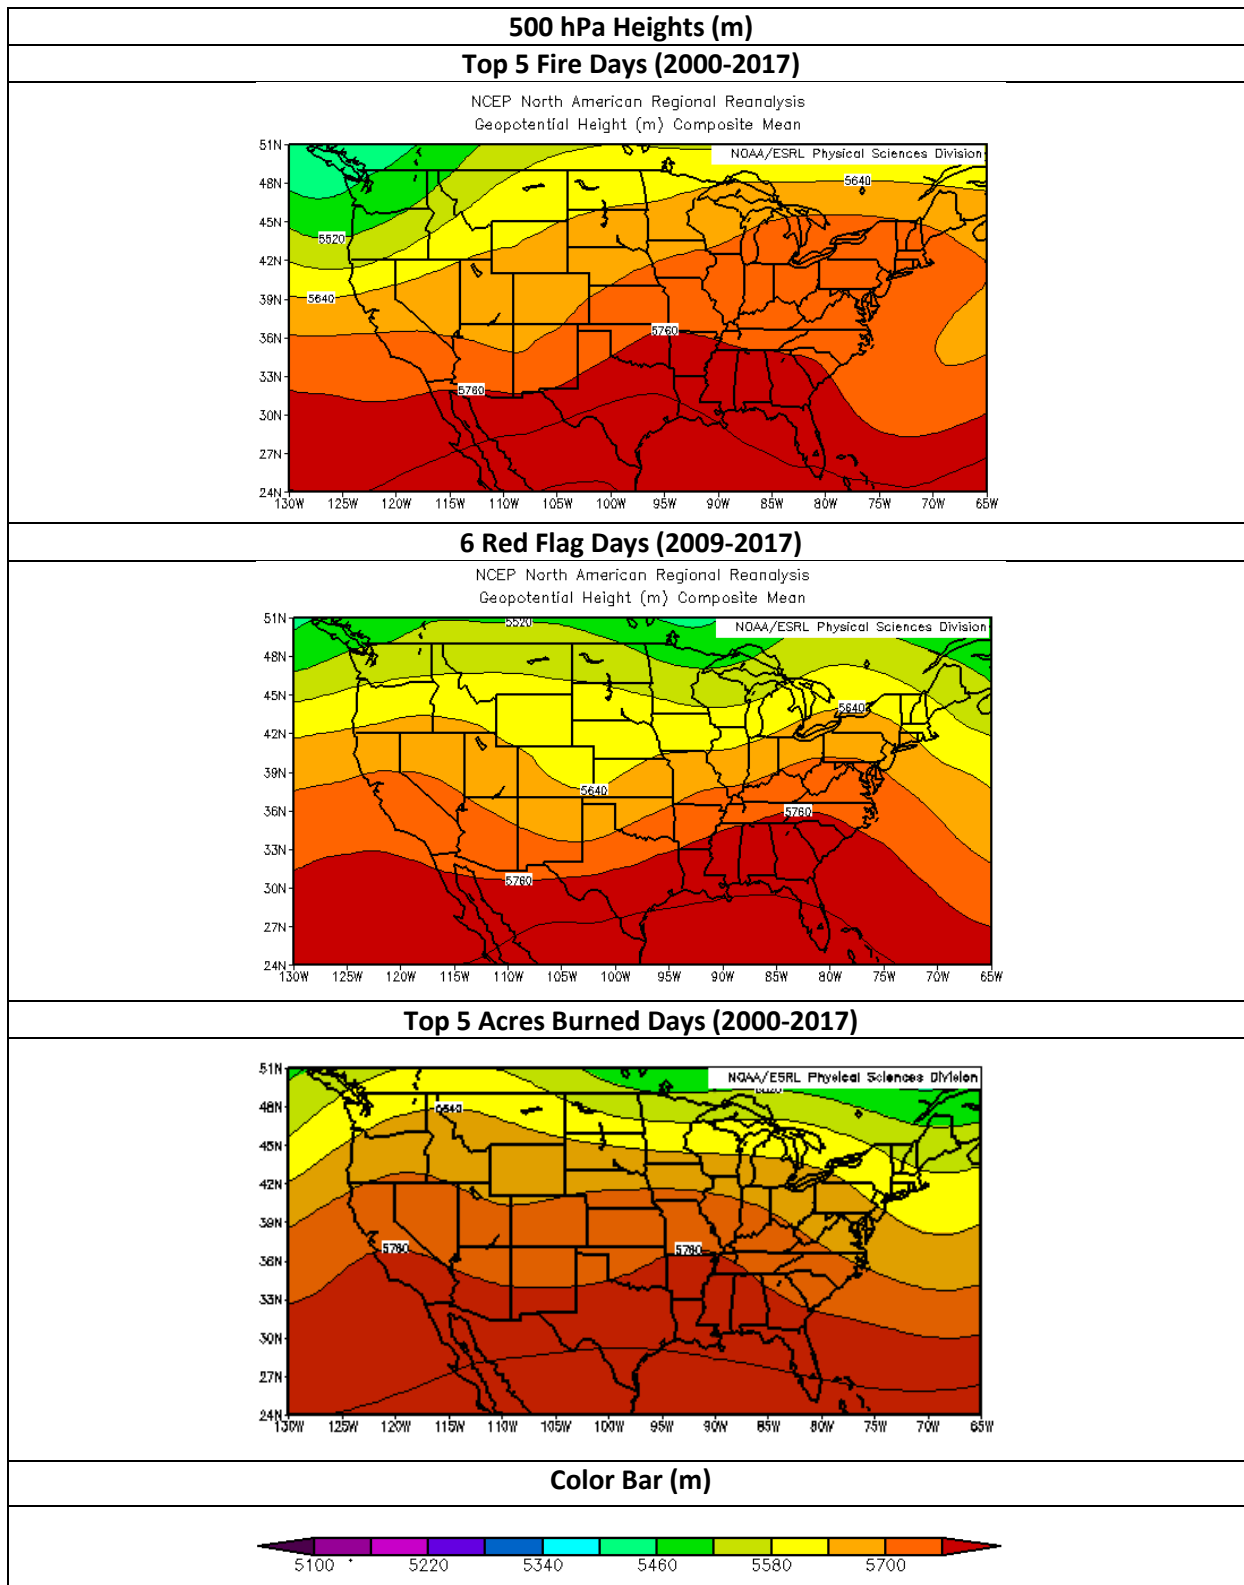 500 hPa Heights (m)
Top 5 Fire Days (2000-2017)
NCEP North American Regional Reanalysis
Geopotential Height (m) Composite Mean
NOAA/ESRL Physical Sciences Division
51N
48N
45N
42N
39N
36N
33N
30N
27N
24N
5640
5520
5640
5760
5760
130W 125W 120W 115W 110W 105W 100W 95W 90W 85W 80W 75W 70W 65W
6 Red Flag Days (2009-2017)
NCEP North American Regional Reanalysis
Geopotential Height (m) Composite Mean
NOAA/ESRL Physical Sciences Division
51N
48N
45N
42N
39N
36N
33N
30N
27N
24N
5520
5640
5640
5760
5760
130W 125W 120W 115W 110W 105W 100W 95W 90W 85W 80W 75W 70W 65W
Top 5 Acres Burned Days (2000-2017)
NOAA/ESRL Physical Sciences Division
51N
48N
45N
42N
39N
36N
33N
30N
27N
24N
5640
5760
5760
130W 125W 120W 115W 110W 105W 100W 95W 90W 85W 80W 75W 70W 65W
Color Bar (m)
5100 5220 5340 5460 5580 5700